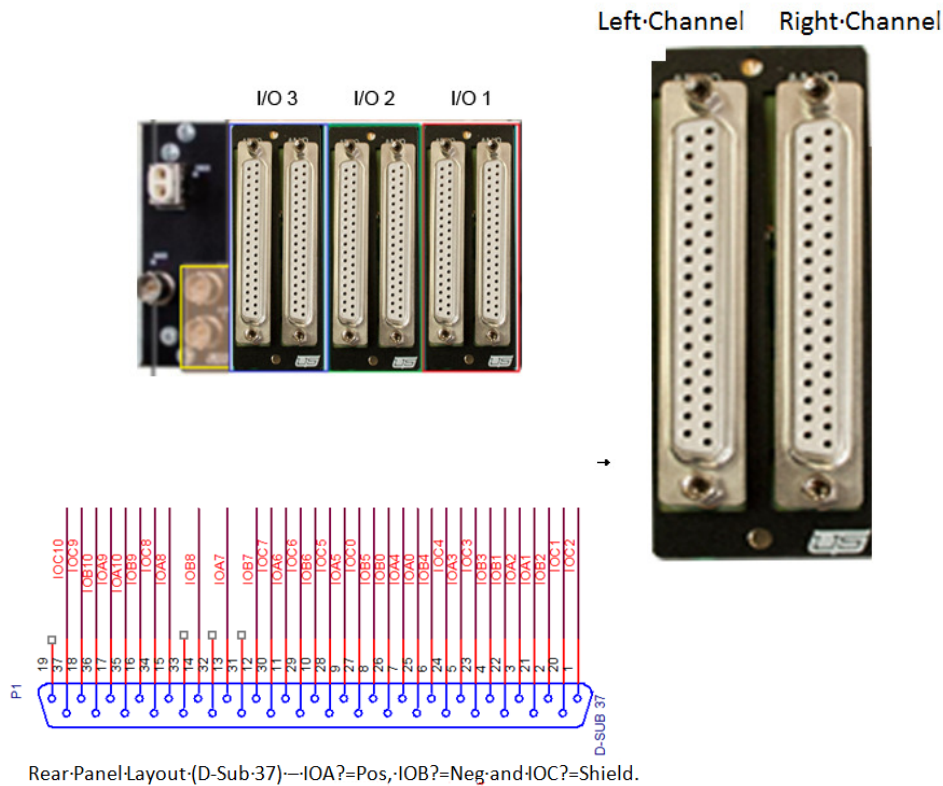 Left·Channel Right·Channel
I/O 3 I/O 2 I/O 1
IOC10
IOC9
IOB10
IOA9
IOA10
IOB9
IOC8
IOA8
IOB8
IOA7
IOB7
IOC7
IOA6
IOC6
IOB6
IOC5
IOA5
IOC0
IOB5
IOB0
IOA4
IOA0
IOB4
IOC4
IOA3
IOC3
IOB3
IOB1
IOA2
IOA1
IOB2
IOC1
IOC2
19 37 18 36 17 35 16 34 15 33 14 32 13 31 12 30 11 29 10 28 9 27 8 26 7 25 6 24 5 23 4 22 3 21 2 20 1
P1
D-SUB 37
Rear·Panel·Layout·(D-Sub·37)·–·IOA?=Pos,·IOB?=Neg·and·IOC?=Shield.